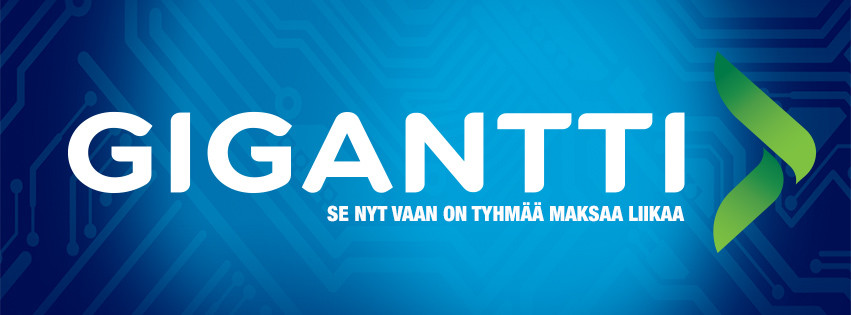 GIGANTTI
SE NYT VAAN ON TYHMÄÄ MAKSAA LIIKAA